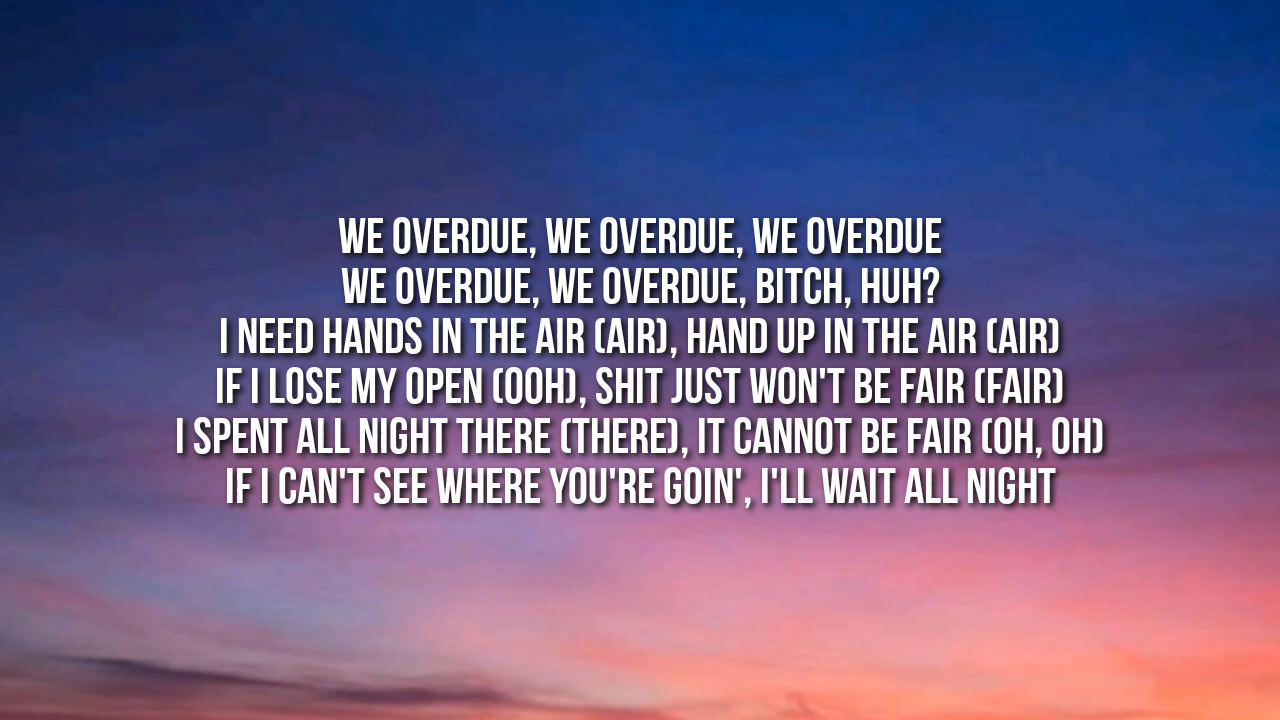 WE OVERDUE, WE OVERDUE, WE OVERDUE
WE OVERDUE, WE OVERDUE, BITCH, HUH?
I NEED HANDS IN THE AIR (AIR), HAND UP IN THE AIR (AIR)
IF I LOSE MY OPEN (OOH), SHIT JUST WON'T BE FAIR (FAIR)
I SPENT ALL NIGHT THERE (THERE), IT CANNOT BE FAIR (OH, OH)
IF I CAN'T SEE WHERE YOU'RE GOIN', I'LL WAIT ALL NIGHT